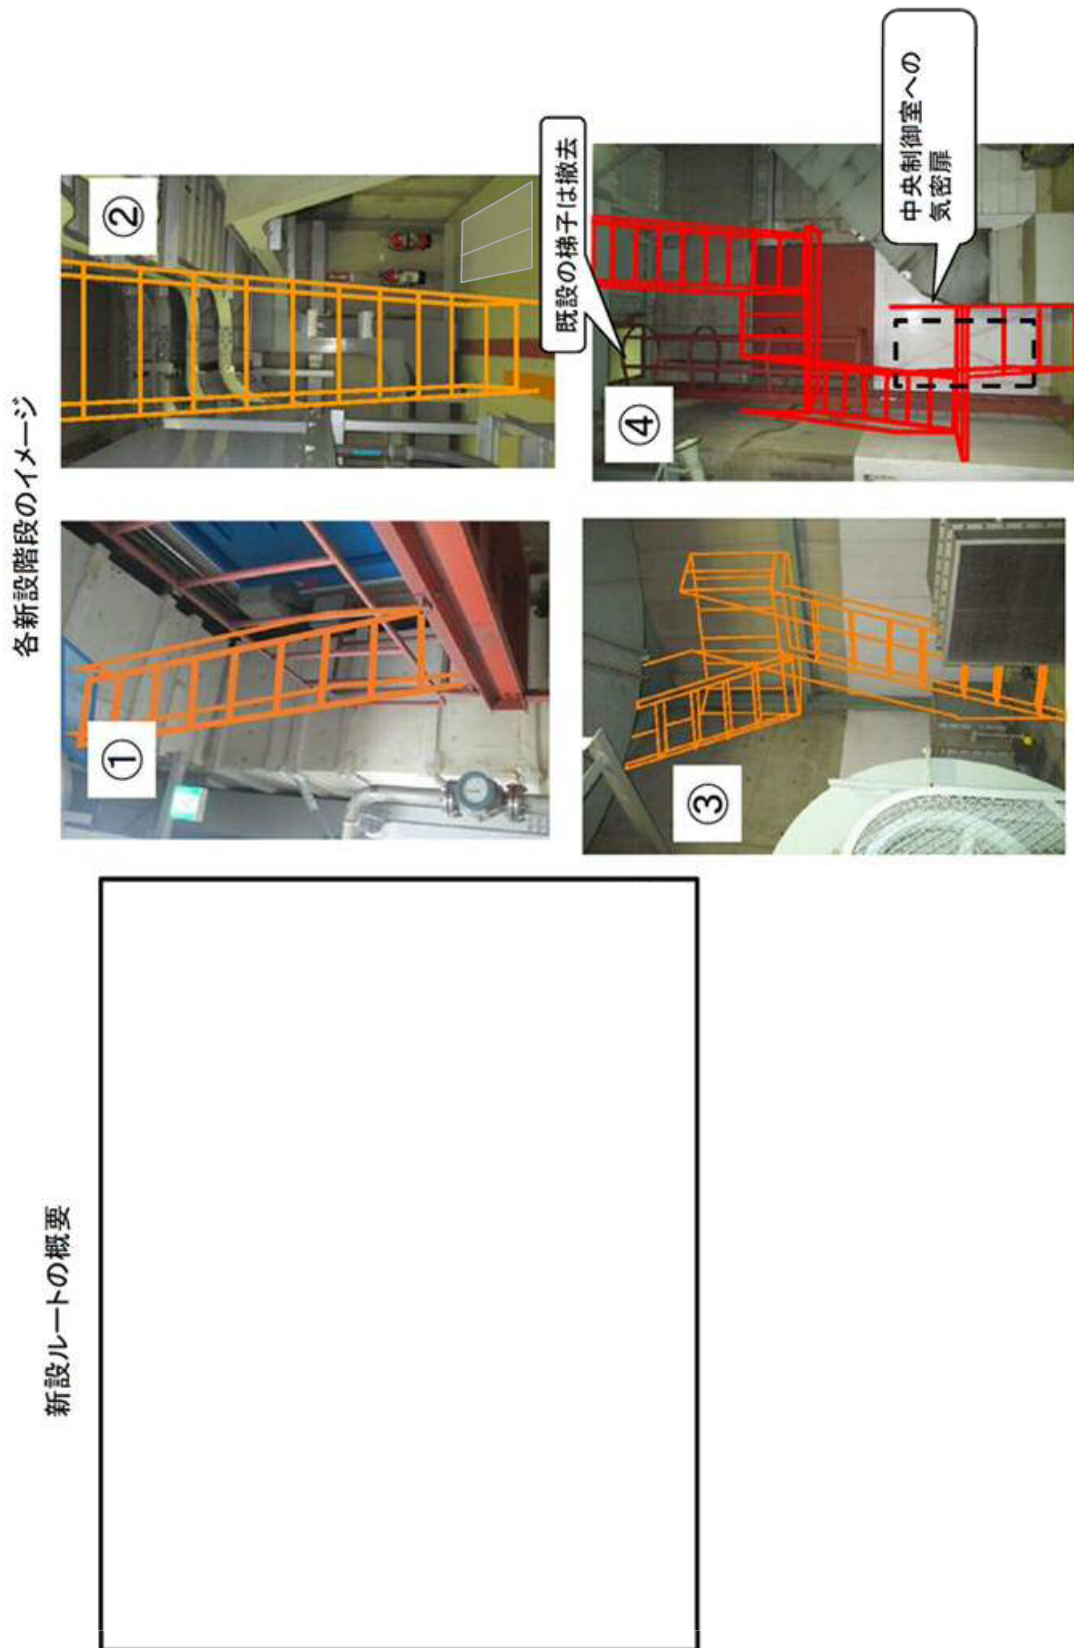 新設ルートの概要
各新設階段のイメージ
①
②
既設の梯子は撤去
③
④
中央制御室への
気密扉